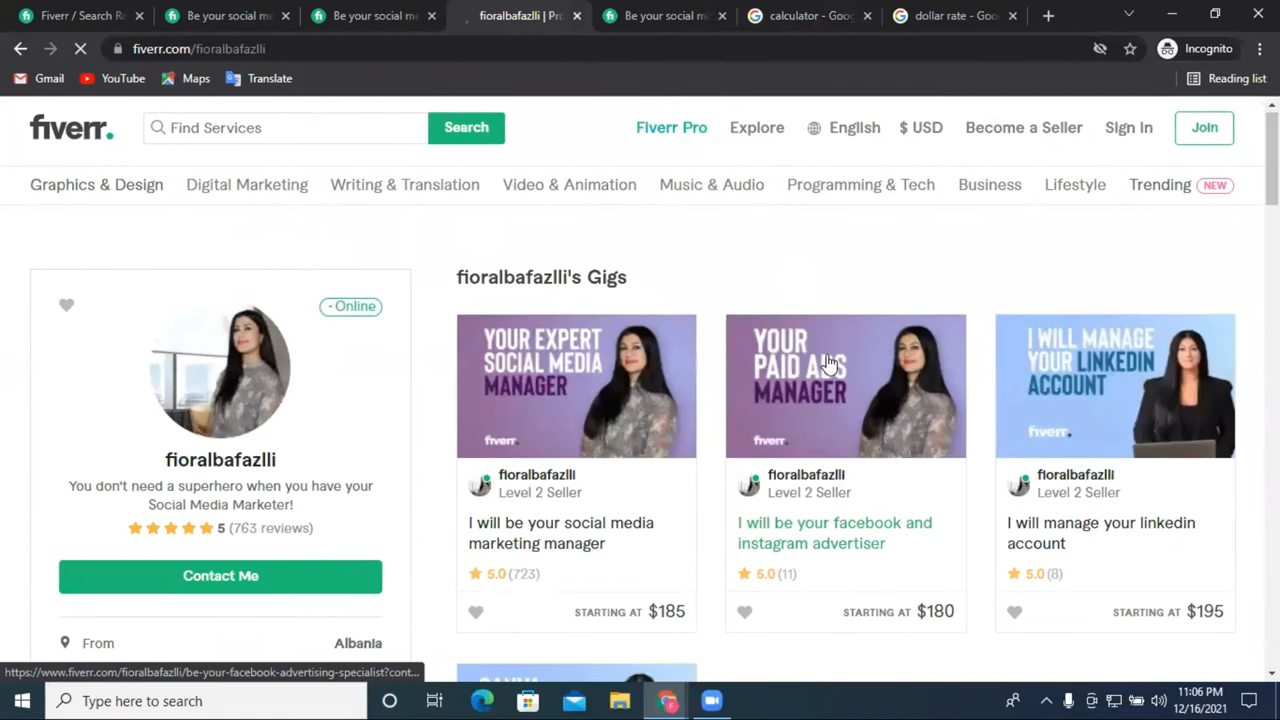 Fiverr / Search Re
Be your social me
Be your social me
fioralbafazlli | Pro
Be your social m
calculator - Goog
dollar rate - Goo
fiverr.com/fioralbafazlli
Incognito
Gmail
YouTube
Maps
Translate
Reading list
fiverr.
Find Services
Search
Fiverr Pro
Explore
English
$ USD
Become a Seller
Sign In
Join
Graphics & Design
Digital Marketing
Writing & Translation
Video & Animation
Music & Audio
Programming & Tech
Business
Lifestyle
Trending NEW
Online
fioralbafazlli
You don't need a superhero when you have your
Social Media Marketer!
5 (763 reviews)
Contact Me
From Albania
fioralbafazlli's Gigs
YOUR EXPERT
SOCIAL MEDIA
MANAGER
fiverr.
fioralbafazlli
Level 2 Seller
I will be your social media
marketing manager
5.0 (723)
STARTING AT $185
YOUR
PAID ADS
MANAGER
fiverr.
fioralbafazlli
Level 2 Seller
I will be your facebook and
instagram advertiser
5.0 (11)
STARTING AT $180
I WILL MANAGE
YOUR LINKEDIN
ACCOUNT
fiverr.
fioralbafazlli
Level 2 Seller
I will manage your linkedin
account
5.0 (8)
STARTING AT $195
https://www.fiverr.com/fioralbafazlli/be-your-facebook-advertising-specialist?cont...
Type here to search
11:06 PM
12/16/2021